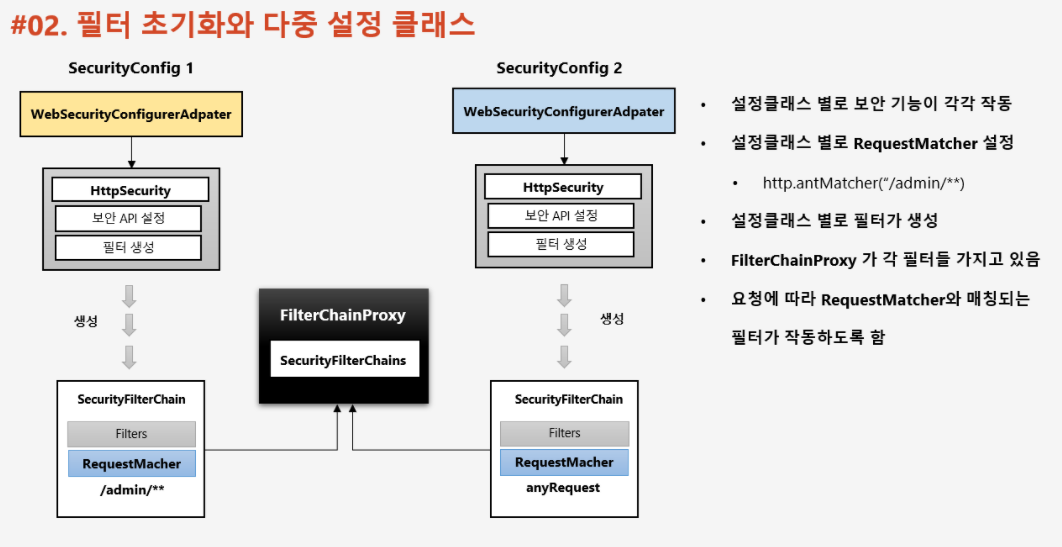 #02. 필터 초기화와 다중 설정 클래스
SecurityConfig 1
WebSecurityConfigurerAdpater
HttpSecurity
보안 API 설정
필터 생성
생성
SecurityFilterChain
Filters
RequestMacher
/admin/**
FilterChainProxy
SecurityFilterChains
SecurityConfig 2
WebSecurityConfigurerAdpater
HttpSecurity
보안 API 설정
필터 생성
생성
SecurityFilterChain
Filters
RequestMacher
anyRequest
• 설정클래스 별로 보안 기능이 각각 작동
• 설정클래스 별로 RequestMatcher 설정
• http.antMatcher(“/admin/**)
• 설정클래스 별로 필터가 생성
• FilterChainProxy 가 각 필터들 가지고 있음
• 요청에 따라 RequestMatcher와 매칭되는
필터가 작동하도록 함